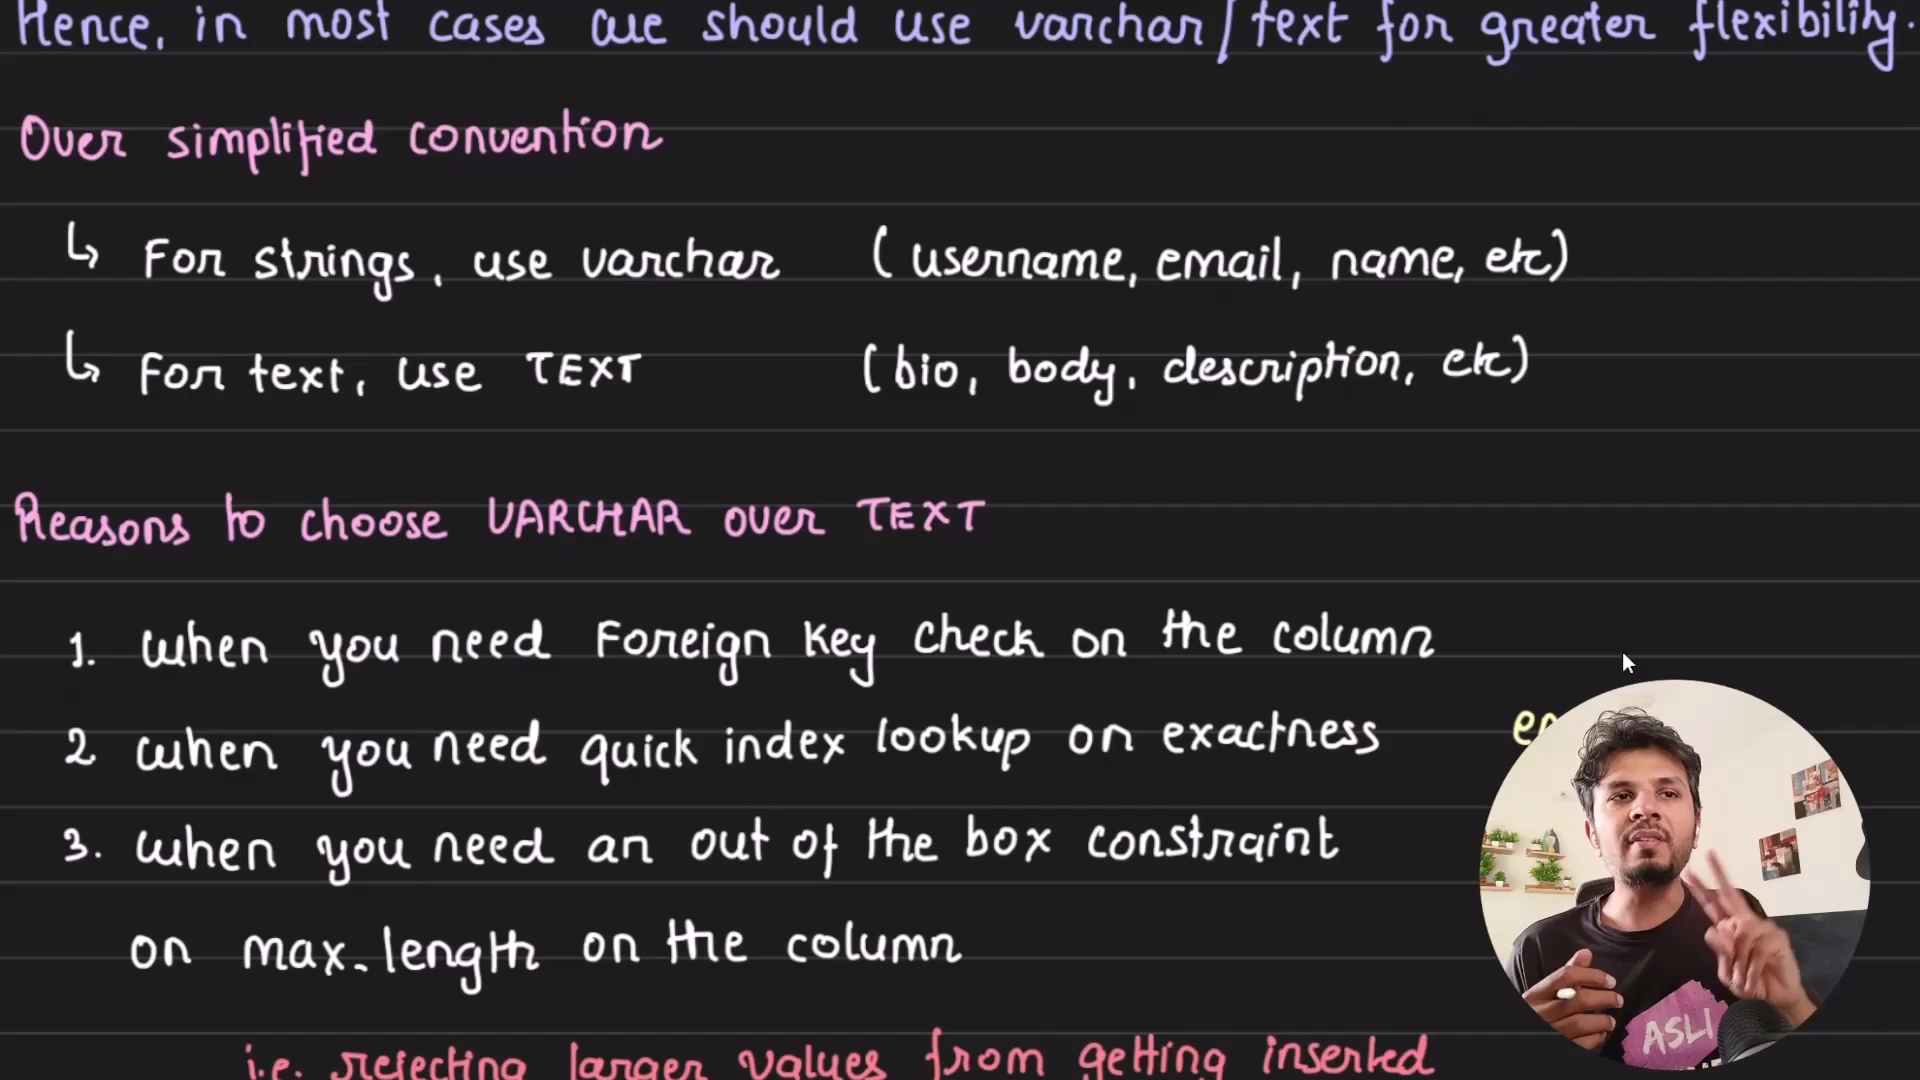 Hence, in most cases we should use varchar/text for greater flexibility.
Over simplified convention
↳ For strings, use varchar (username, email, name, etc)
↳ For text, use TEXT (bio, body, description, etc)
Reasons to choose VARCHAR over TEXT
1. When you need Foreign Key check on the column
2 When you need quick index lookup on exactness
3. When you need an out of the box constraint
on max-length on the column
i.e. rejecting larger values from getting inserted
ASLI